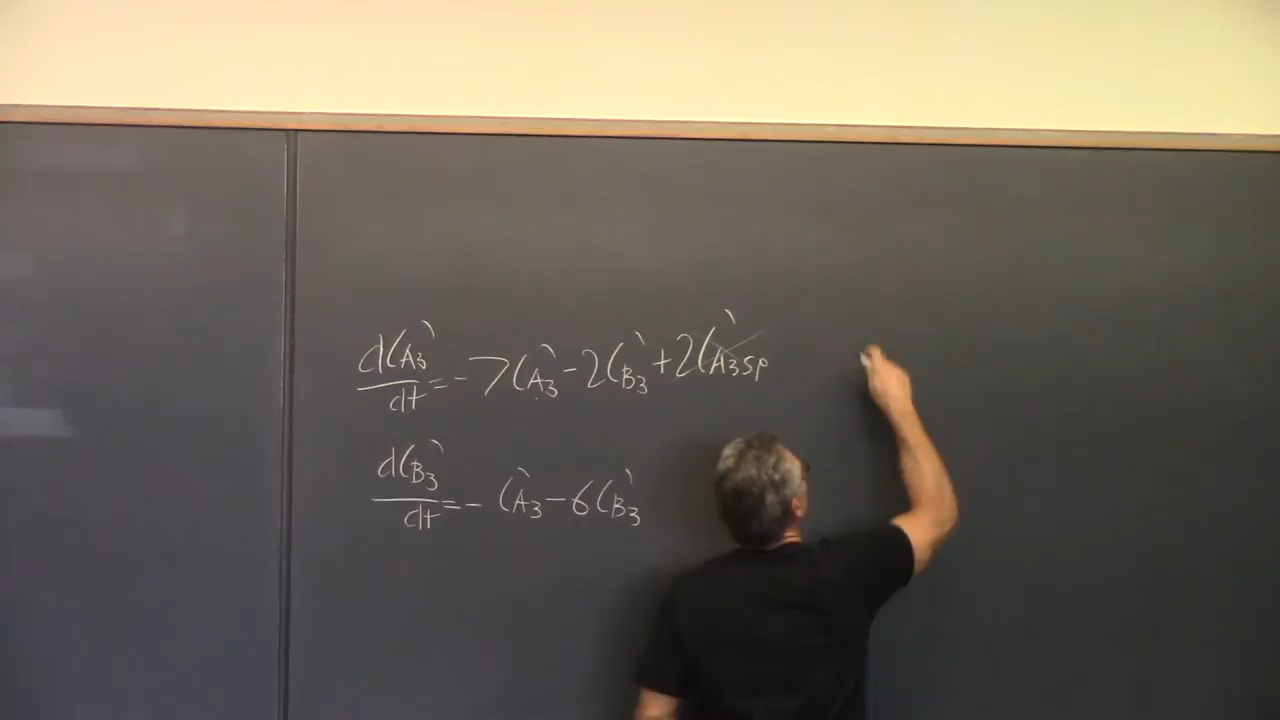 dC'A3/dt = -7C'A3 - 2C'B3 + 2C'A3sp
dC'B3/dt = - C'A3 - 6C'B3